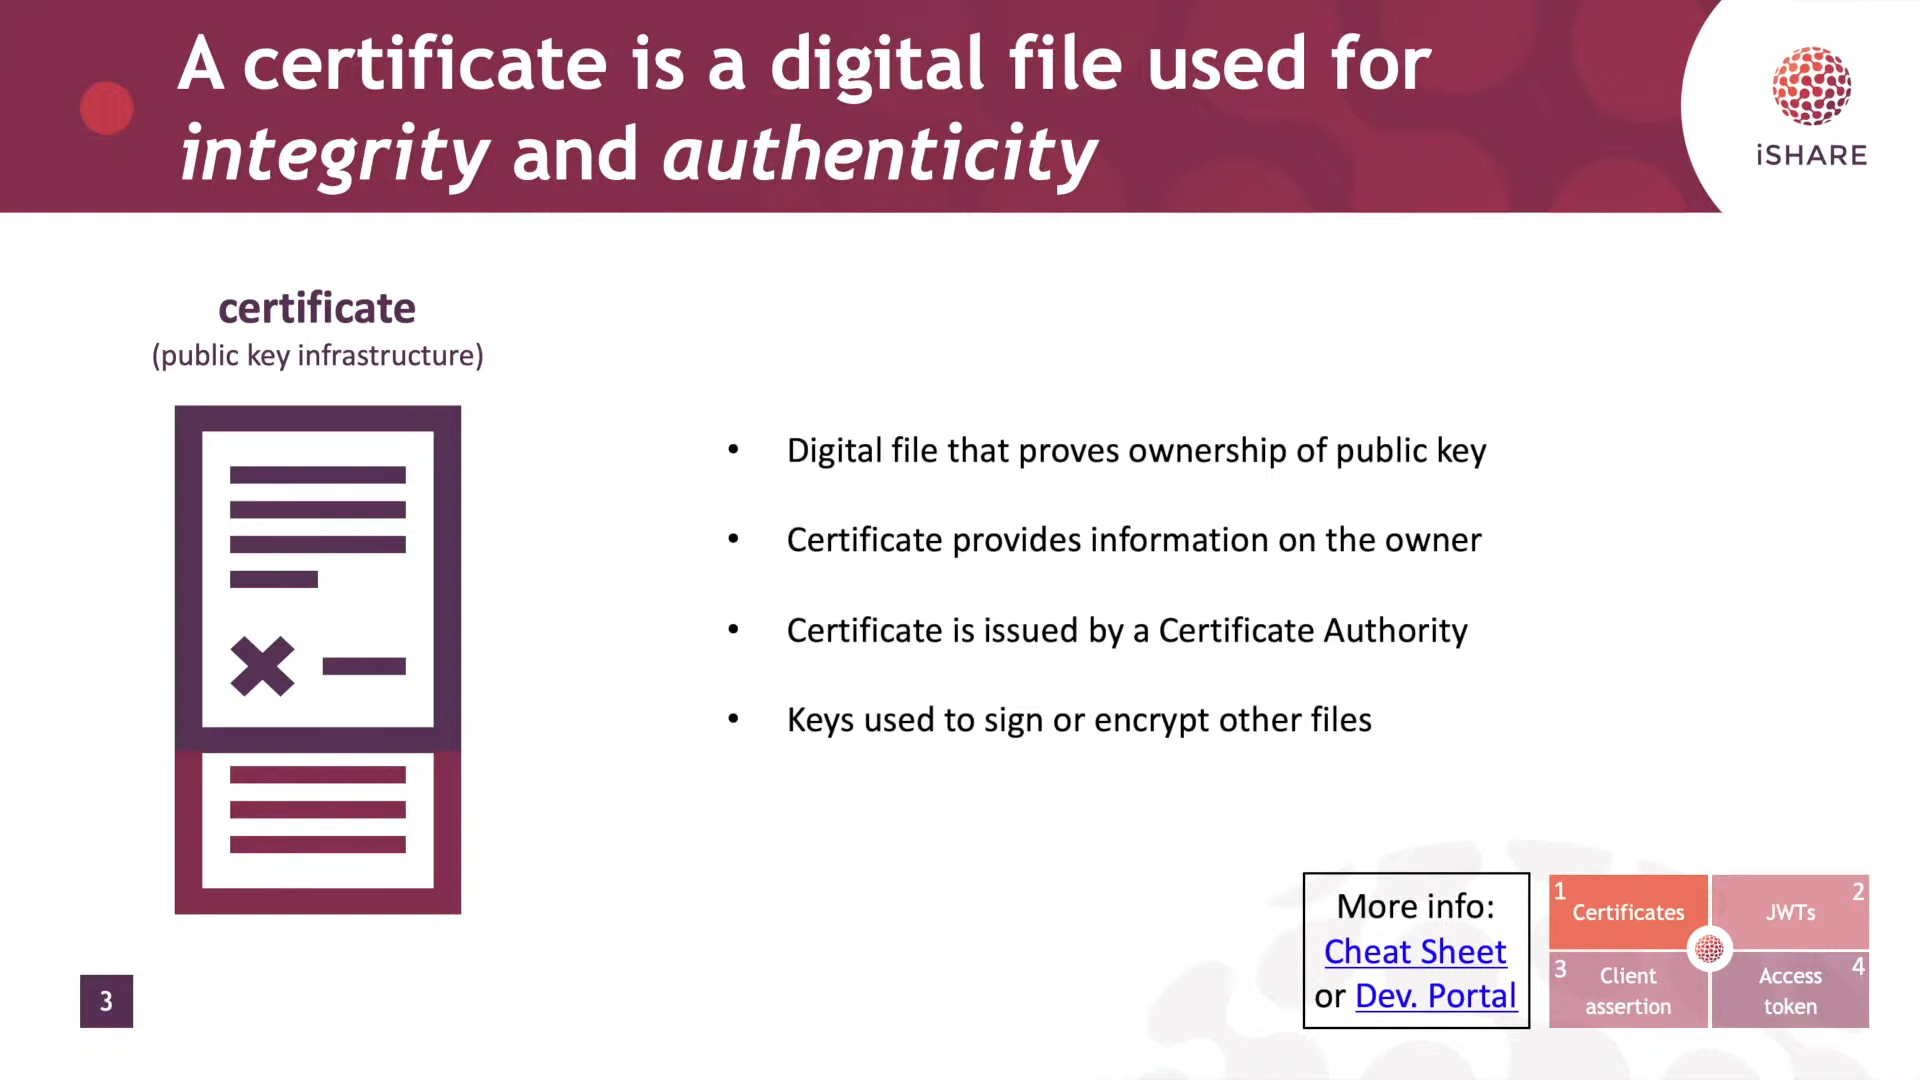 A certificate is a digital file used for
integrity and authenticity
iSHARE
certificate
(public key infrastructure)
• Digital file that proves ownership of public key
• Certificate provides information on the owner
• Certificate is issued by a Certificate Authority
• Keys used to sign or encrypt other files
More info:
Cheat Sheet
or Dev. Portal
1
Certificates
2
JWTs
3
Client
assertion
4
Access
token
3